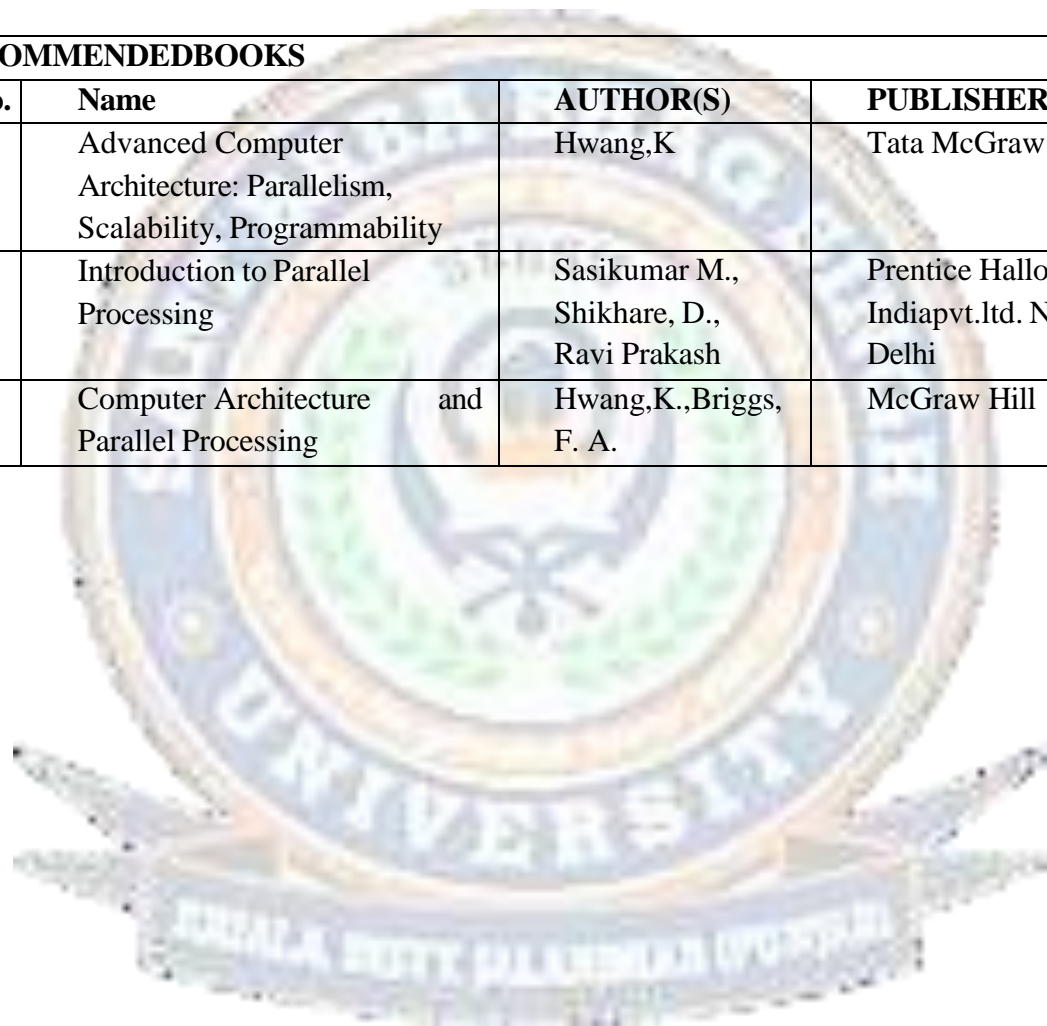 OMMENDEDBOOKS
o. Name AUTHOR(S) PUBLISHER
Advanced Computer Hwang,K Tata McGraw
Architecture: Parallelism,
Scalability, Programmability
Introduction to Parallel Sasikumar M., Prentice Hallo
Processing Shikhare, D., Indiapvt.ltd. N
Ravi Prakash Delhi
Computer Architecture and Hwang,K.,Briggs, McGraw Hill
Parallel Processing F. A.
UNIVERSITY